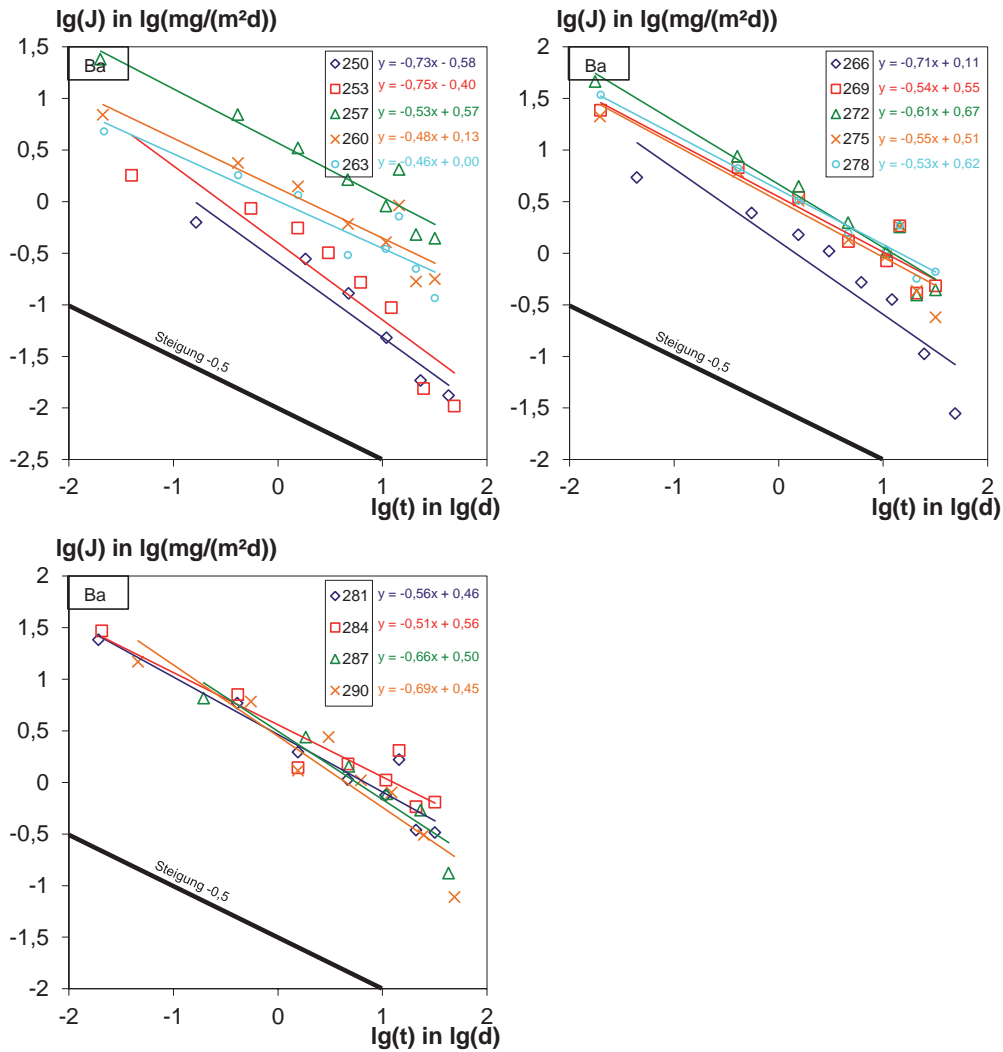 lg(J) in lg(mg/(m²d))
1,5
1
0,5
0
-0,5
-1
-1,5
-2
-2,5
-2 -1 0 1 2
lg(t) in lg(d)
Ba
250 y = -0,73x - 0,58
253 y = -0,75x - 0,40
257 y = -0,53x + 0,57
260 y = -0,48x + 0,13
263 y = -0,46x + 0,00
Steigung -0,5
lg(J) in lg(mg/(m²d))
2
1,5
1
0,5
0
-0,5
-1
-1,5
-2
-2 -1 0 1 2
lg(t) in lg(d)
Ba
266 y = -0,71x + 0,11
269 y = -0,54x + 0,55
272 y = -0,61x + 0,67
275 y = -0,55x + 0,51
278 y = -0,53x + 0,62
Steigung -0,5
lg(J) in lg(mg/(m²d))
2
1,5
1
0,5
0
-0,5
-1
-1,5
-2
-2 -1 0 1 2
lg(t) in lg(d)
Ba
281 y = -0,56x + 0,46
284 y = -0,51x + 0,56
287 y = -0,66x + 0,50
290 y = -0,69x + 0,45
Steigung -0,5